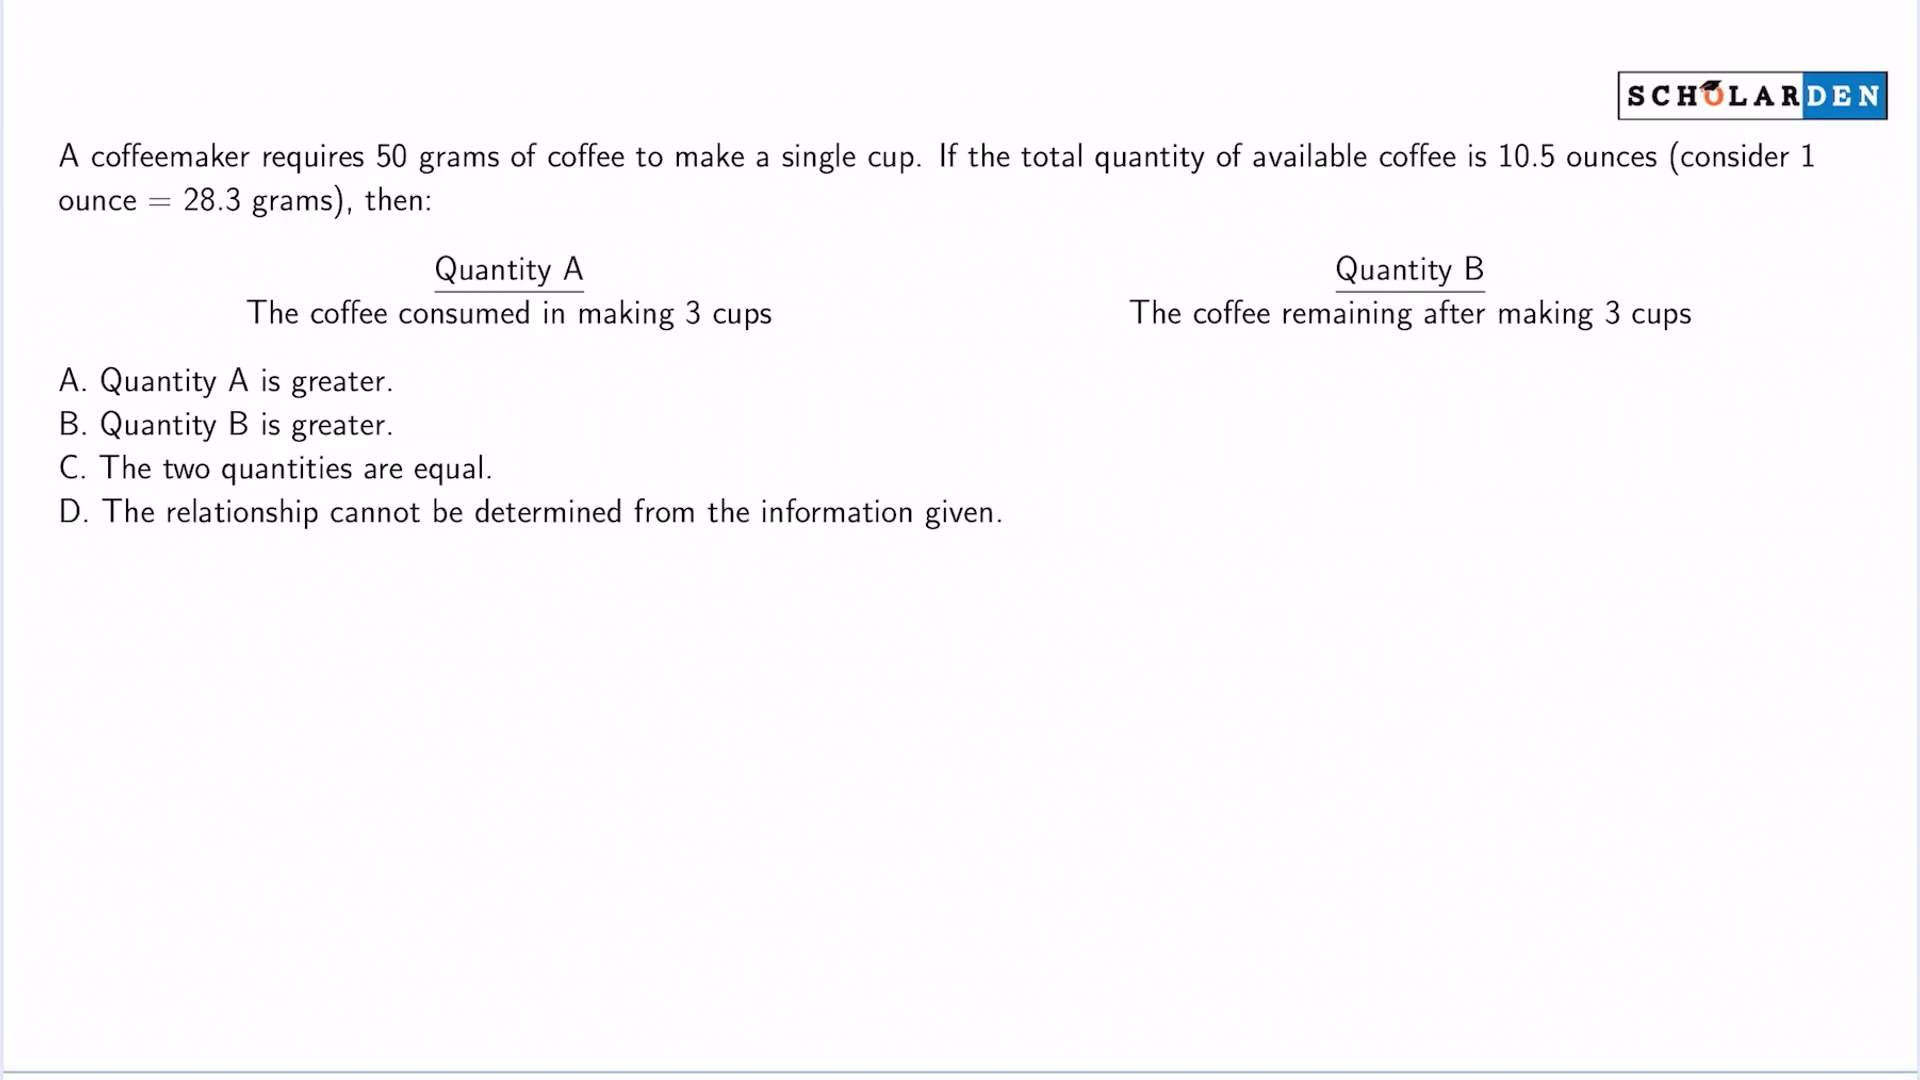 SCHOLARDEN
A coffeemaker requires 50 grams of coffee to make a single cup. If the total quantity of available coffee is 10.5 ounces (consider 1
ounce = 28.3 grams), then:
Quantity A
The coffee consumed in making 3 cups
Quantity B
The coffee remaining after making 3 cups
A. Quantity A is greater.
B. Quantity B is greater.
C. The two quantities are equal.
D. The relationship cannot be determined from the information given.